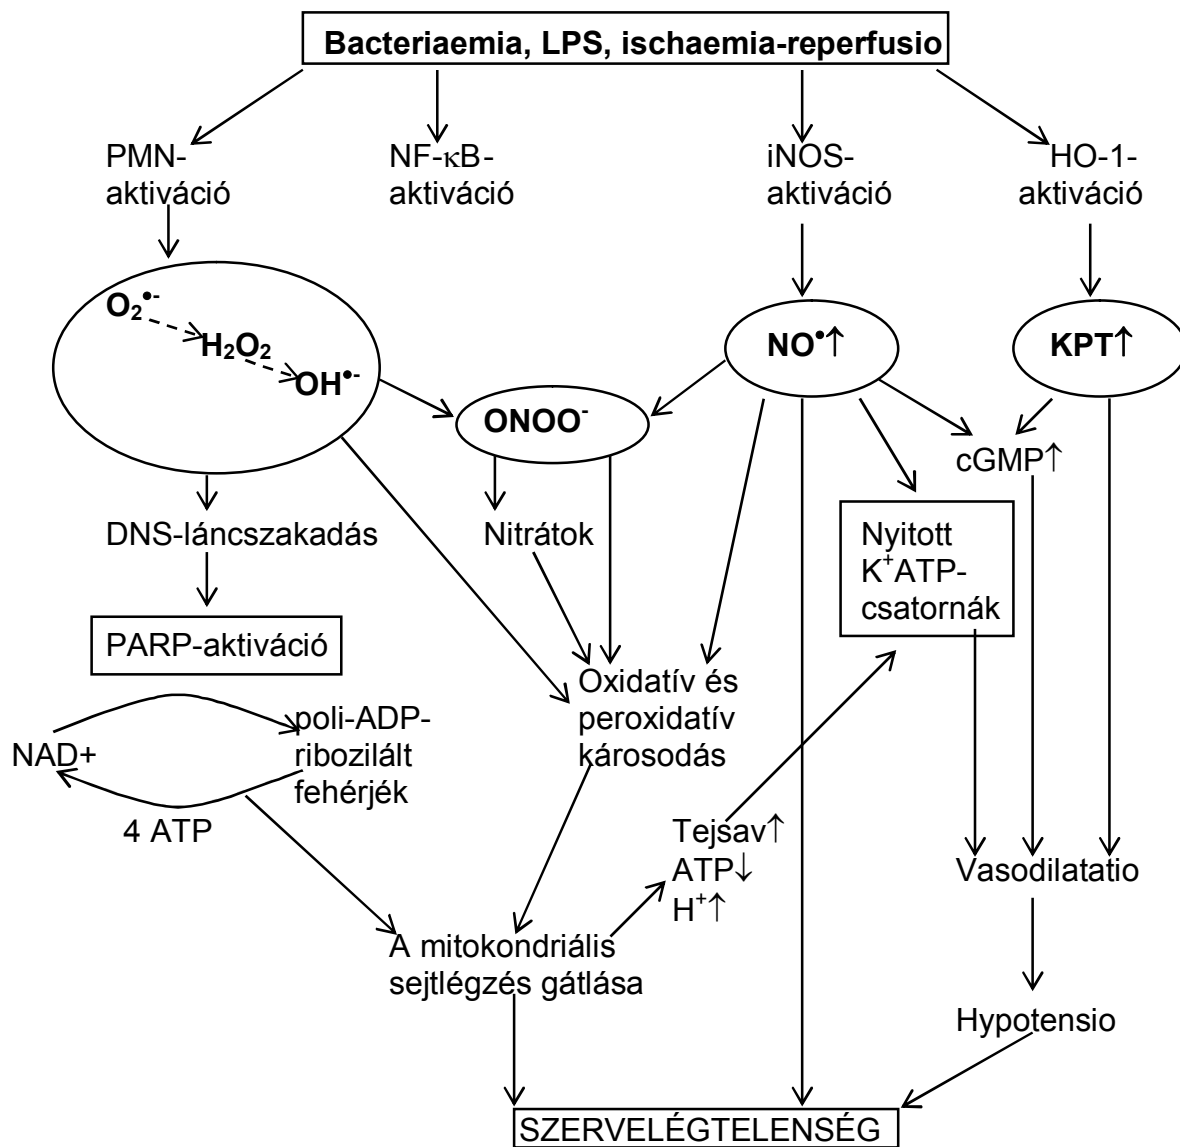 Bacteriaemia, LPS, ischaemia-reperfusio
PMN-
aktiváció
NF-κB-
aktiváció
iNOS-
aktiváció
HO-1-
aktiváció
O₂•-
H₂O₂
OH•-
NO•↑
KPT↑
ONOO-
cGMP↑
DNS-láncszakadás
Nitrátok
Nyitott
K+ATP-
csatornák
PARP-aktiváció
Oxidatív és
peroxidatív
károsodás
NAD+
poli-ADP-
ribozilált
fehérjék
4 ATP
Tejsav↑
ATP↓
H+↑
Vasodilatatio
A mitokondriális
sejtlégzés gátlása
Hypotensio
SZERVELÉGTELENSÉG